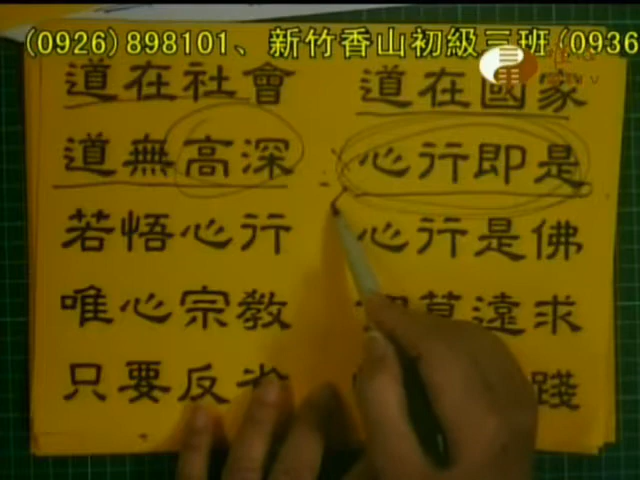 (0926)898101、新竹香山初級三班(0936
道在社會 道在國家
道無高深 心行即是
若悟心行 心行是佛
唯心宗教 莫遠求
只要反省 踐